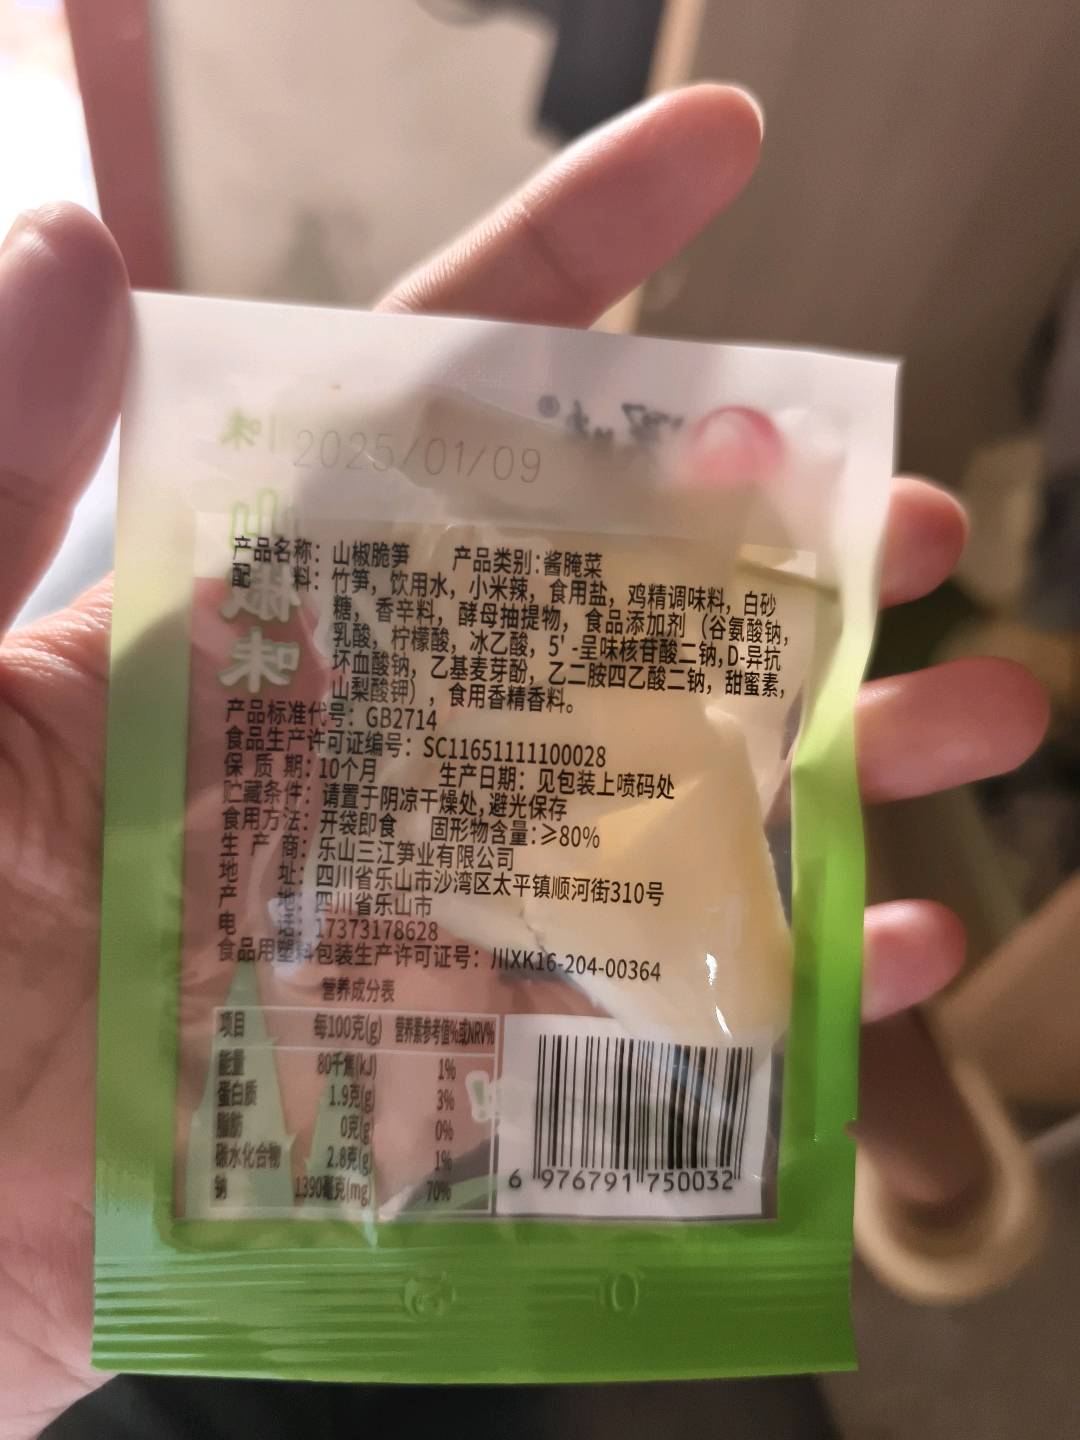 味
2025/01/09
山椒味
产品名称：山椒脆笋 产品类别：酱腌菜
配 料：竹笋，饮用水，小米辣，食用盐，鸡精调味料，白砂
糖，香辛料，酵母抽提物，食品添加剂（谷氨酸钠，
乳酸，柠檬酸，冰乙酸，5'-呈味核苷酸二钠，D-异抗
坏血酸钠，乙基麦芽酚，乙二胺四乙酸二钠，甜蜜素，
山梨酸钾），食用香精香料。
产品标准代号：GB2714
食品生产许可证编号：SC11651111100028
保 质 期：10个月 生产日期：见包装上喷码处
贮藏条件：请置于阴凉干燥处，避光保存
食用方法：开袋即食 固形物含量：≥80%
生 产 商：乐山三江笋业有限公司
地 址：四川省乐山市沙湾区太平镇顺河街310号
产 地：四川省乐山市
电 话：17373178628
食品用塑料包装生产许可证号：川XK16-204-00364
营养成分表
项目 每100克(g) 营养素参考值%或NRV%
能量 80千焦(kJ) 1%
蛋白质 1.9克(g) 3%
脂肪 0克(g) 0%
碳水化合物 2.8克(g) 1%
钠 1390毫克(mg) 70%
6 976791 750032